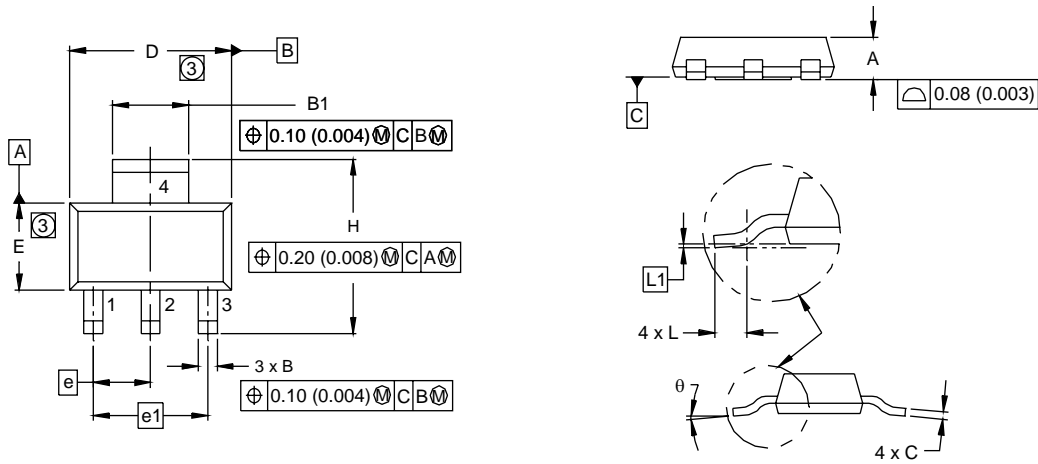 D
B
3
B1
⌖ 0.10 (0.004) Ⓜ C B Ⓜ
A
4
3
E
H
⌖ 0.20 (0.008) Ⓜ C A Ⓜ
1
2
3
3 x B
e
⌖ 0.10 (0.004) Ⓜ C B Ⓜ
e1
A
C
⌓ 0.08 (0.003)
L1
4 x L
θ
4 x C